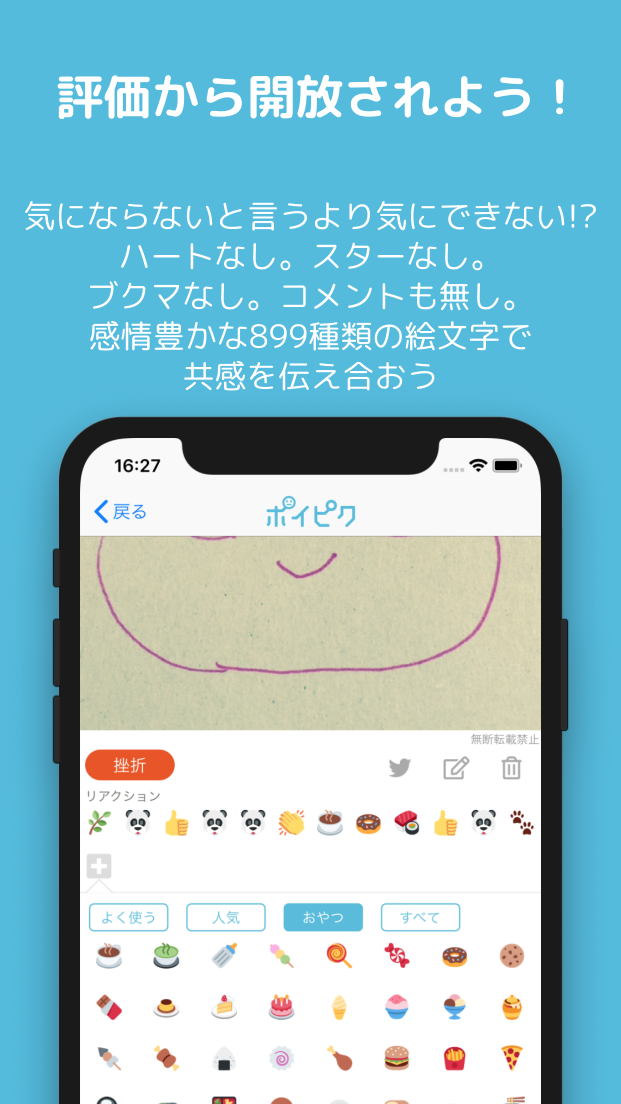 評価から開放されよう！
気にならないと言うより気にできない!?
ハートなし。スターなし。
ブクマなし。コメントも無し。
感情豊かな899種類の絵文字で
共感を伝え合おう
16:27
戻る
ポイピク
無断転載禁止
挫折
リアクション
よく使う
人気
おやつ
すべて